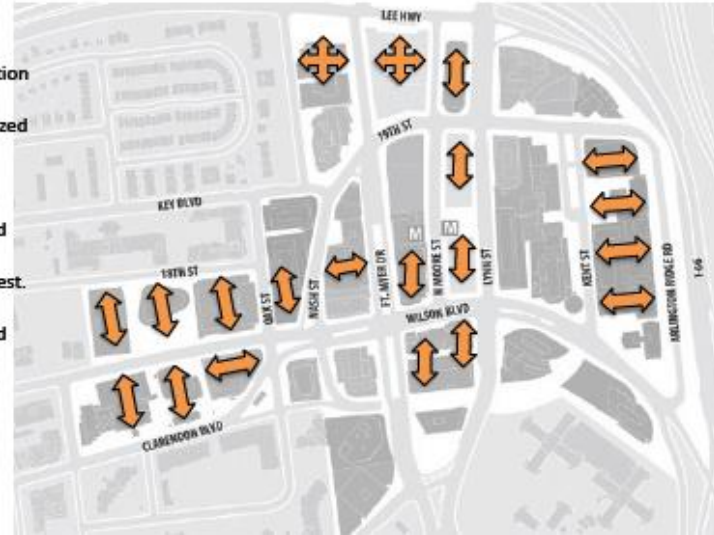 tion
zed
d
est.
d
LEE HWY
19TH ST
KEY BLVD
18TH ST
OAK ST
NASH ST
FT. MYER DR
M
N MOORE ST
M
LYNN ST
KENT ST
ARLINGTON RIDGE RD
I-66
WILSON BLVD
CLARENDON BLVD